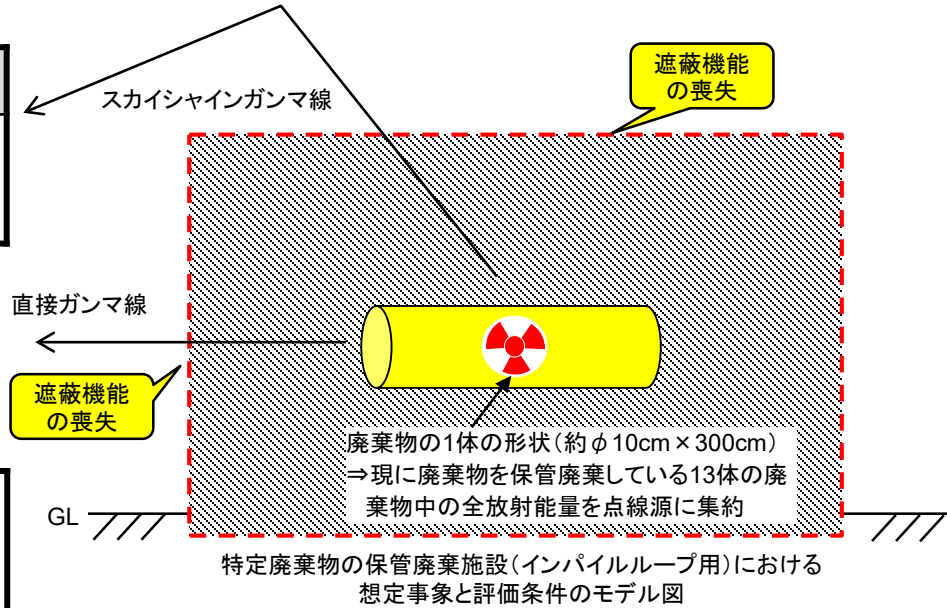 遮蔽機能
の喪失
スカイシャインガンマ線
直接ガンマ線
遮蔽機能
の喪失
廃棄物の1体の形状(約φ10cm×300cm)
⇒現に廃棄物を保管廃棄している13体の廃
棄物中の全放射能量を点線源に集約
GL
特定廃棄物の保管廃棄施設(インパイルループ用)における
想定事象と評価条件のモデル図